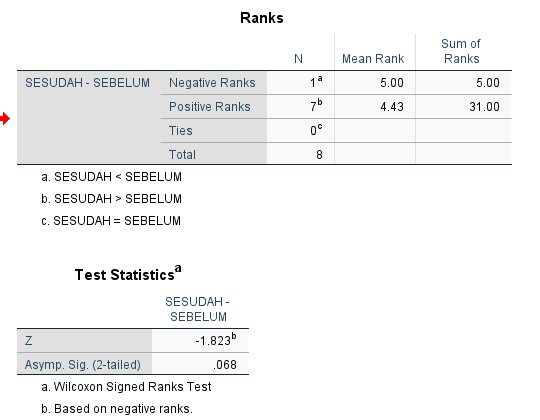 Ranks
N Mean Rank Sum of Ranks
SESUDAH - SEBELUM Negative Ranks 1a 5.00 5.00
Positive Ranks 7b 4.43 31.00
Ties 0c
Total 8
a. SESUDAH < SEBELUM
b. SESUDAH > SEBELUM
c. SESUDAH = SEBELUM
Test Statisticsa
SESUDAH -
SEBELUM
Z -1.823b
Asymp. Sig. (2-tailed) .068
a. Wilcoxon Signed Ranks Test
b. Based on negative ranks.